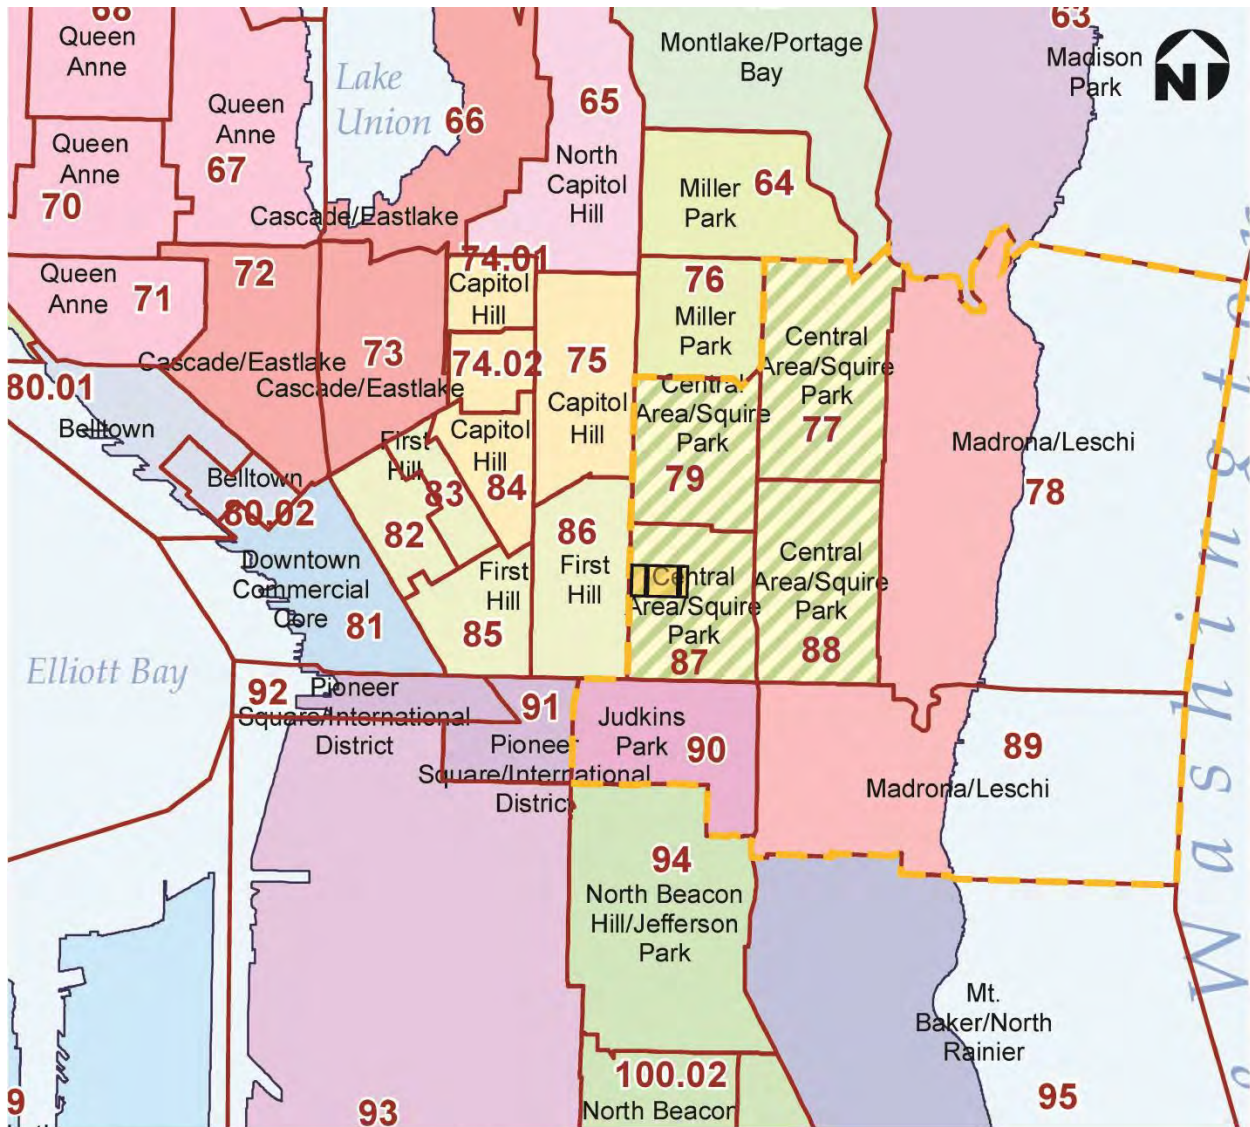 68
Queen
Anne
Lake
Union
66
65
Montlake/Portage
Bay
63
Madison
Park
N
Queen
Anne
67
Queen
Anne
70
North
Capitol
Hill
Miller
Park
64
Cascade/Eastlake
Queen
Anne
71
72
74.01
Capitol
Hill
76
Miller
Park
Central
Area/Squire
Park
77
80.01
Belltown
Cascade/Eastlake
73
Cascade/Eastlake
74.02
75
Capitol
Hill
Central
Area/Squire
Park
79
Madrona/Leschi
78
First
Hill
83
Capitol
Hill
84
Belltown
80.02
82
86
First
Hill
Central
Area/Squire
Park
88
Downtown
Commercial
Core
81
First
Hill
85
Central
Area/Squire
Park
87
Elliott Bay
92
Pioneer
Square/International
District
91
Pioneer
Square/International
District
Judkins
Park
90
89
Madrona/Leschi
94
North Beacon
Hill/Jefferson
Park
Mt.
Baker/North
Rainier
95
100.02
North Beacon
93
9
Washington